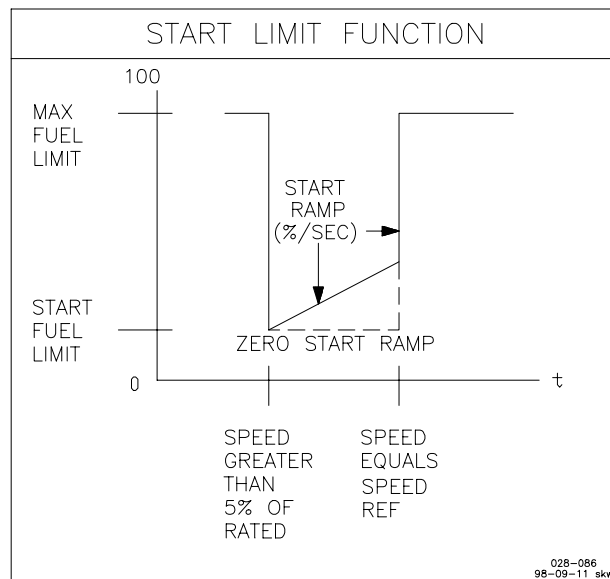 START LIMIT FUNCTION
100
MAX
FUEL
LIMIT
START
RAMP
(%/SEC)
START
FUEL
LIMIT
ZERO START RAMP
0
t
SPEED
GREATER
THAN
5% OF
RATED
SPEED
EQUALS
SPEED
REF
028-086
98-09-11 skw